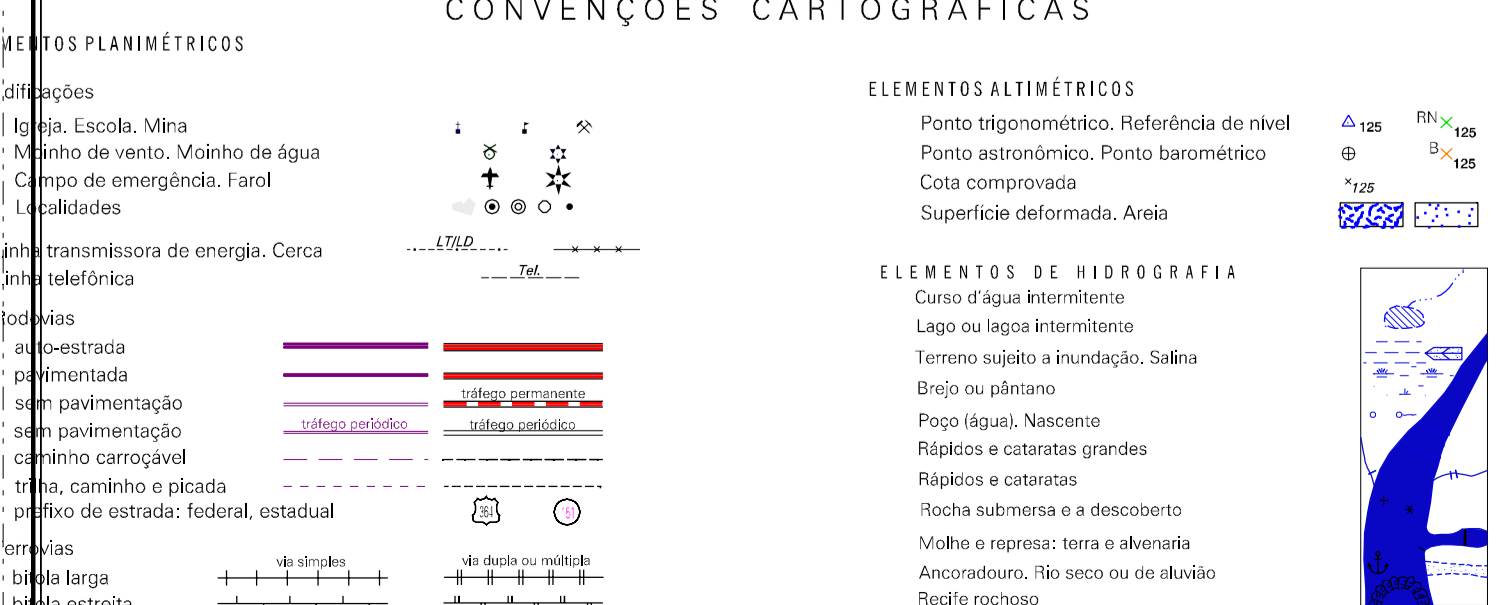 CONVENÇÕES CARTOGRÁFICAS
MENTOS PLANIMÉTRICOS
dificações
Igreja. Escola. Mina
Moinho de vento. Moinho de água
Campo de emergência. Farol
Localidades
inha transmissora de energia. Cerca
LT/LD
inha telefônica
Tel.
odovias
auto-estrada
pavimentada
sem pavimentação
tráfego permanente
sem pavimentação
tráfego periódico
tráfego periódico
caminho carroçável
trilha, caminho e picada
prefixo de estrada: federal, estadual
364
151
errovias
via simples
via dupla ou múltipla
bitola larga
bitola estreita
ELEMENTOS ALTIMÉTRICOS
Ponto trigonométrico. Referência de nível
125
RN
125
Ponto astronômico. Ponto barométrico
B
125
Cota comprovada
125
Superfície deformada. Areia
ELEMENTOS DE HIDROGRAFIA
Curso d'água intermitente
Lago ou lagoa intermitente
Terreno sujeito a inundação. Salina
Brejo ou pântano
Poço (água). Nascente
Rápidos e cataratas grandes
Rápidos e cataratas
Rocha submersa e a descoberto
Molhe e represa: terra e alvenaria
Ancoradouro. Rio seco ou de aluvião
Recife rochoso